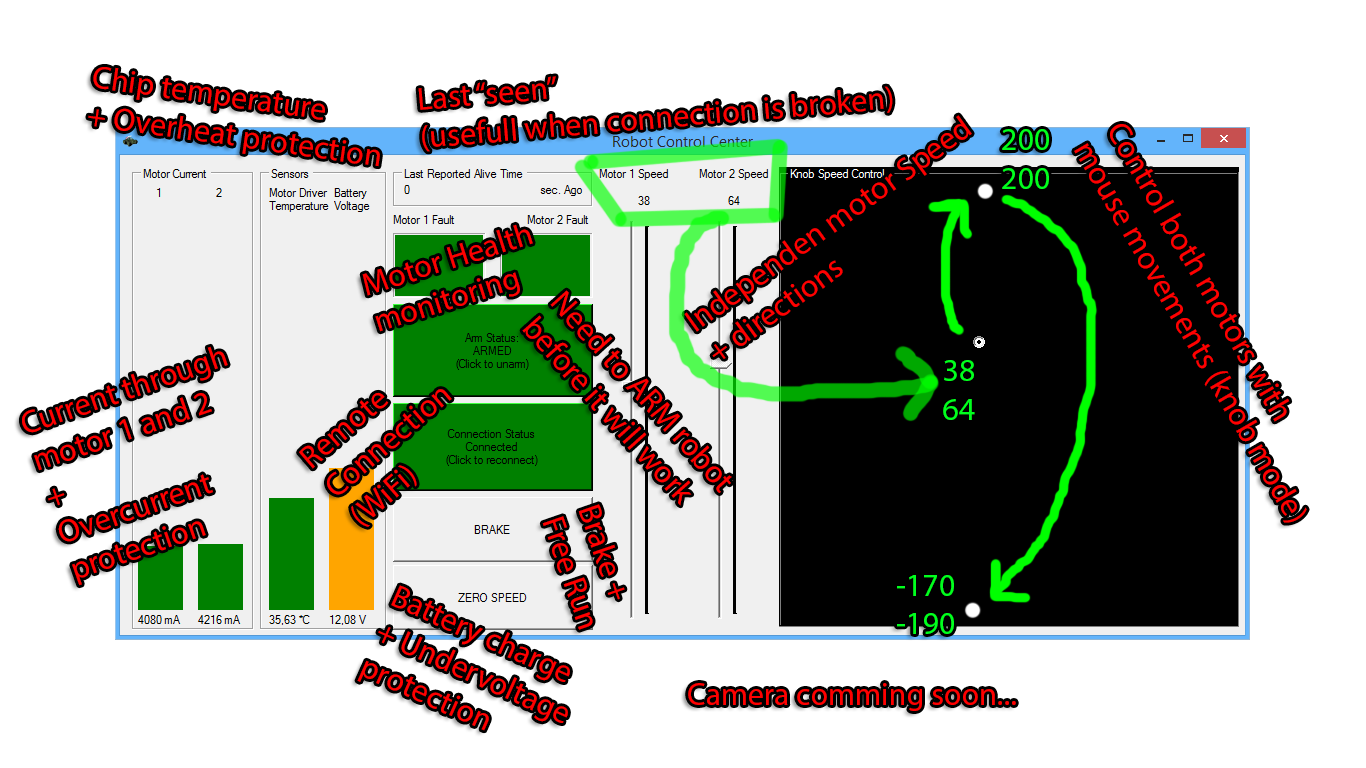 Chip temperature
+ Overheat protection
Last “seen”
(usefull when connection is broken)
Robot Control Center
Motor Current
1 2
4080 mA 4216 mA
Sensors
Motor Driver Battery
Temperature Voltage
35,63 °C 12,08 V
Last Reported Alive Time
0 sec. Ago
Motor 1 Fault Motor 2 Fault
Motor Health
monitoring
Arm Status:
ARMED
(Click to unarm)
Connection Status
Connected
(Click to reconnect)
BRAKE
ZERO SPEED
Motor 1 Speed Motor 2 Speed
38 64
Knob Speed Control
200
200
38
64
-170
-190
Independen motor Speed
+ directions
Control both motors with
mouse movements (knob mode)
Need to ARM robot
before it will work
Remote
Connection
(WiFi)
Current through
motor 1 and 2
+
Overcurrent
protection
Brake +
Free Run
Battery charge
+ Undervoltage
protection
Camera comming soon...